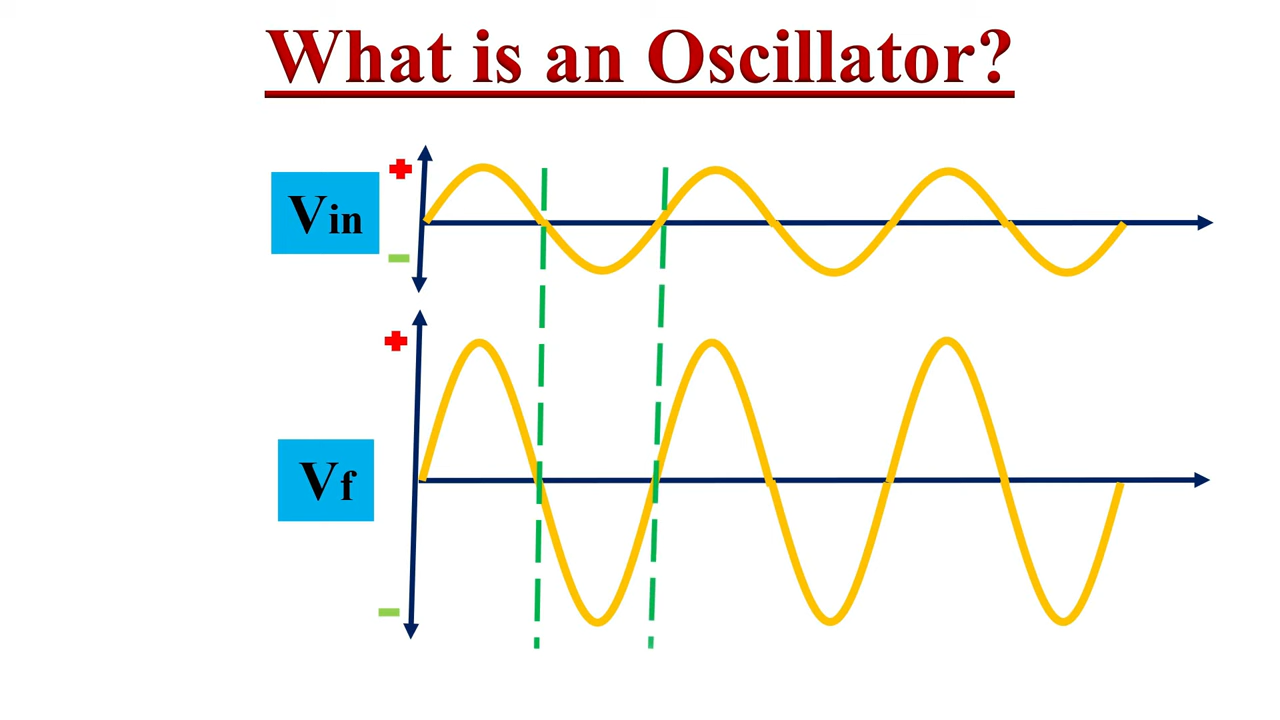 What is an Oscillator?
+
Vin
-
+
Vf
-